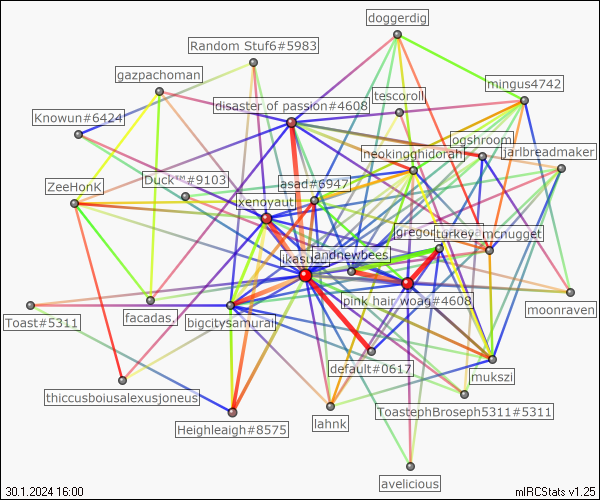 doggerdig
Random Stuf6#5983
gazpachoman
mingus4742
tescoroll
disaster of passion#4608
Knowun#6424
ogshroom
jarlbreadmaker
neokingghidorah
Duck™#9103
asad#6947
ZeeHonK
xenoyaut
gregor
turkey_mcnugget
andnewbees
ikasu
pink hair woag#4608
moonraven
Toast#5311
facadas.
bigcitysamurai
default#0617
mukszi
thiccusboiusalexusjoneus
ToastephBroseph5311#5311
Heighleaigh#8575
lahnk
avelicious
30.1.2024 16:00
mIRCStats v1.25